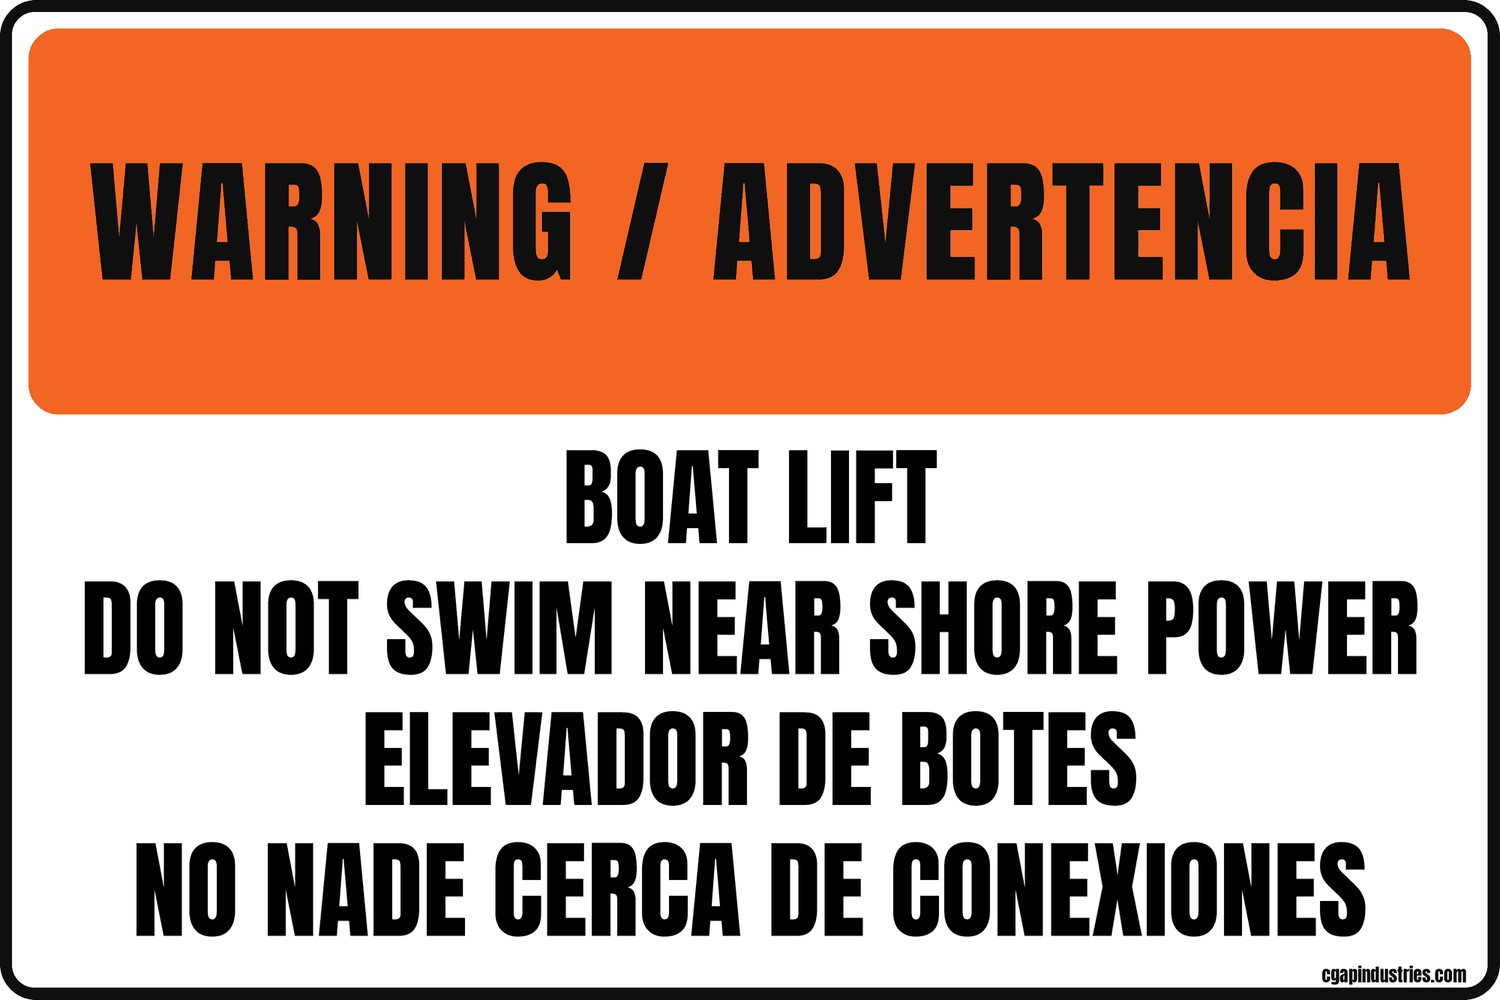 WARNING / ADVERTENCIA
BOAT LIFT
DO NOT SWIM NEAR SHORE POWER
ELEVADOR DE BOTES
NO NADE CERCA DE CONEXIONES
cgapindustries.com